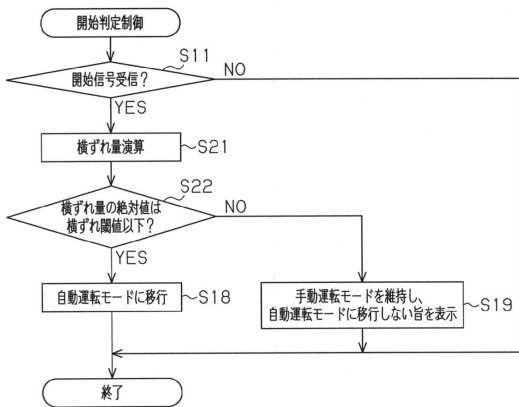 開始判定制御
S11
開始信号受信？
NO
YES
横ずれ量演算
S21
S22
横ずれ量の絶対値は
横ずれ閾値以下？
NO
YES
自動運転モードに移行
S18
手動運転モードを維持し、
自動運転モードに移行しない旨を表示
S19
終了